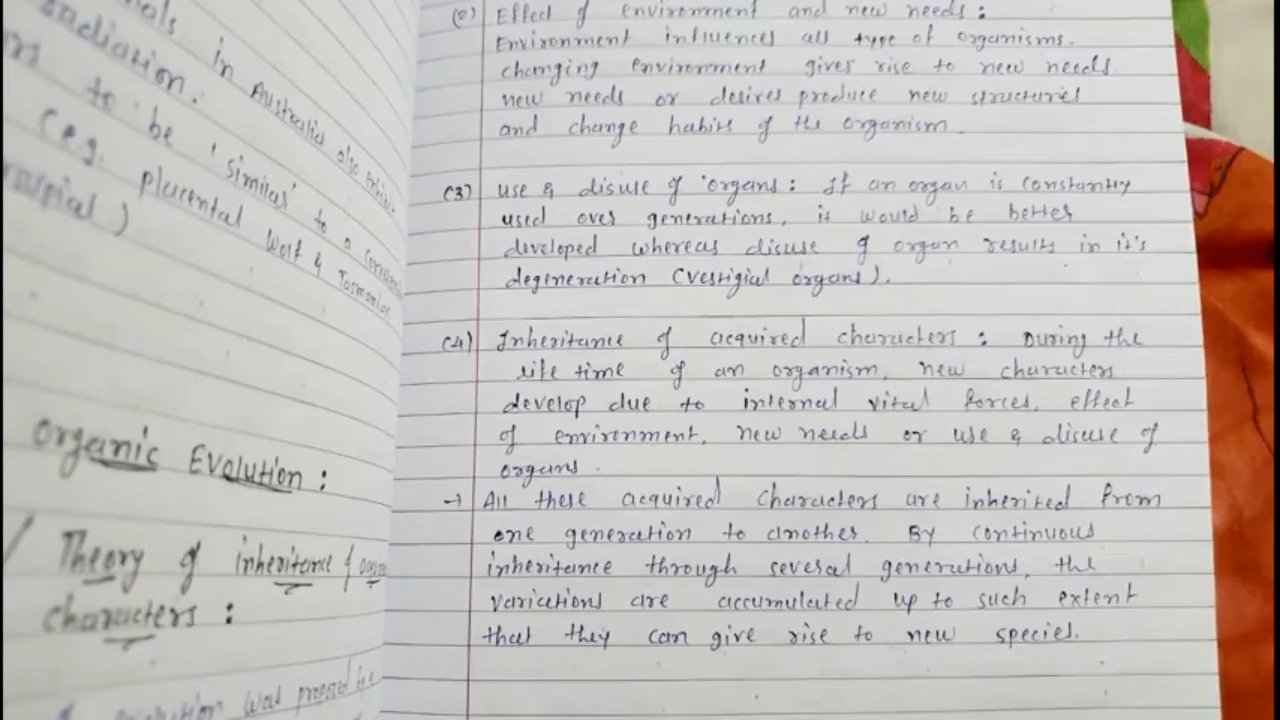 in Australia also
radiation.
to be 'similar' to a
(eg. placental wolf &
Organic Evolution :
Theory of inheritance of
characters :
evolution was proposed
Effect of environment and new needs :
Environment influences all type of organisms.
changing environment gives rise to new needs.
new needs or desires produce new structures
and change habits of the organism.
(3) use & disuse of organs : If an organ is constantly
used over generations, it would be better
developed whereas disuse of organ results in it's
degeneration (vestigial organs).
(4) Inheritance of acquired characters : During the
life time of an organism, new characters
develop due to internal vital forces, effect
of environment, new needs or use & disuse of
organs.
→ All these acquired characters are inherited from
one generation to another. By continuous
inheritance through several generations, the
variations are accumulated up to such extent
that they can give rise to new species.